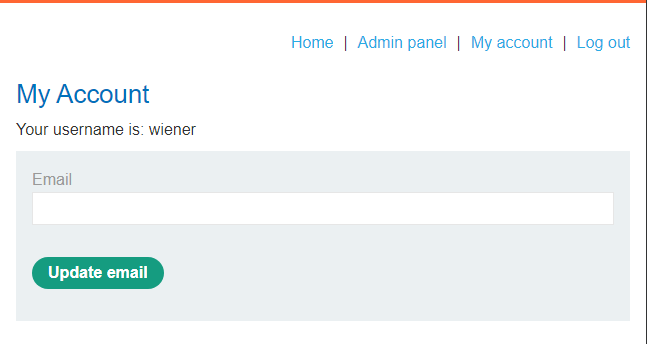 Home | Admin panel | My account | Log out
My Account
Your username is: wiener
Email
Update email